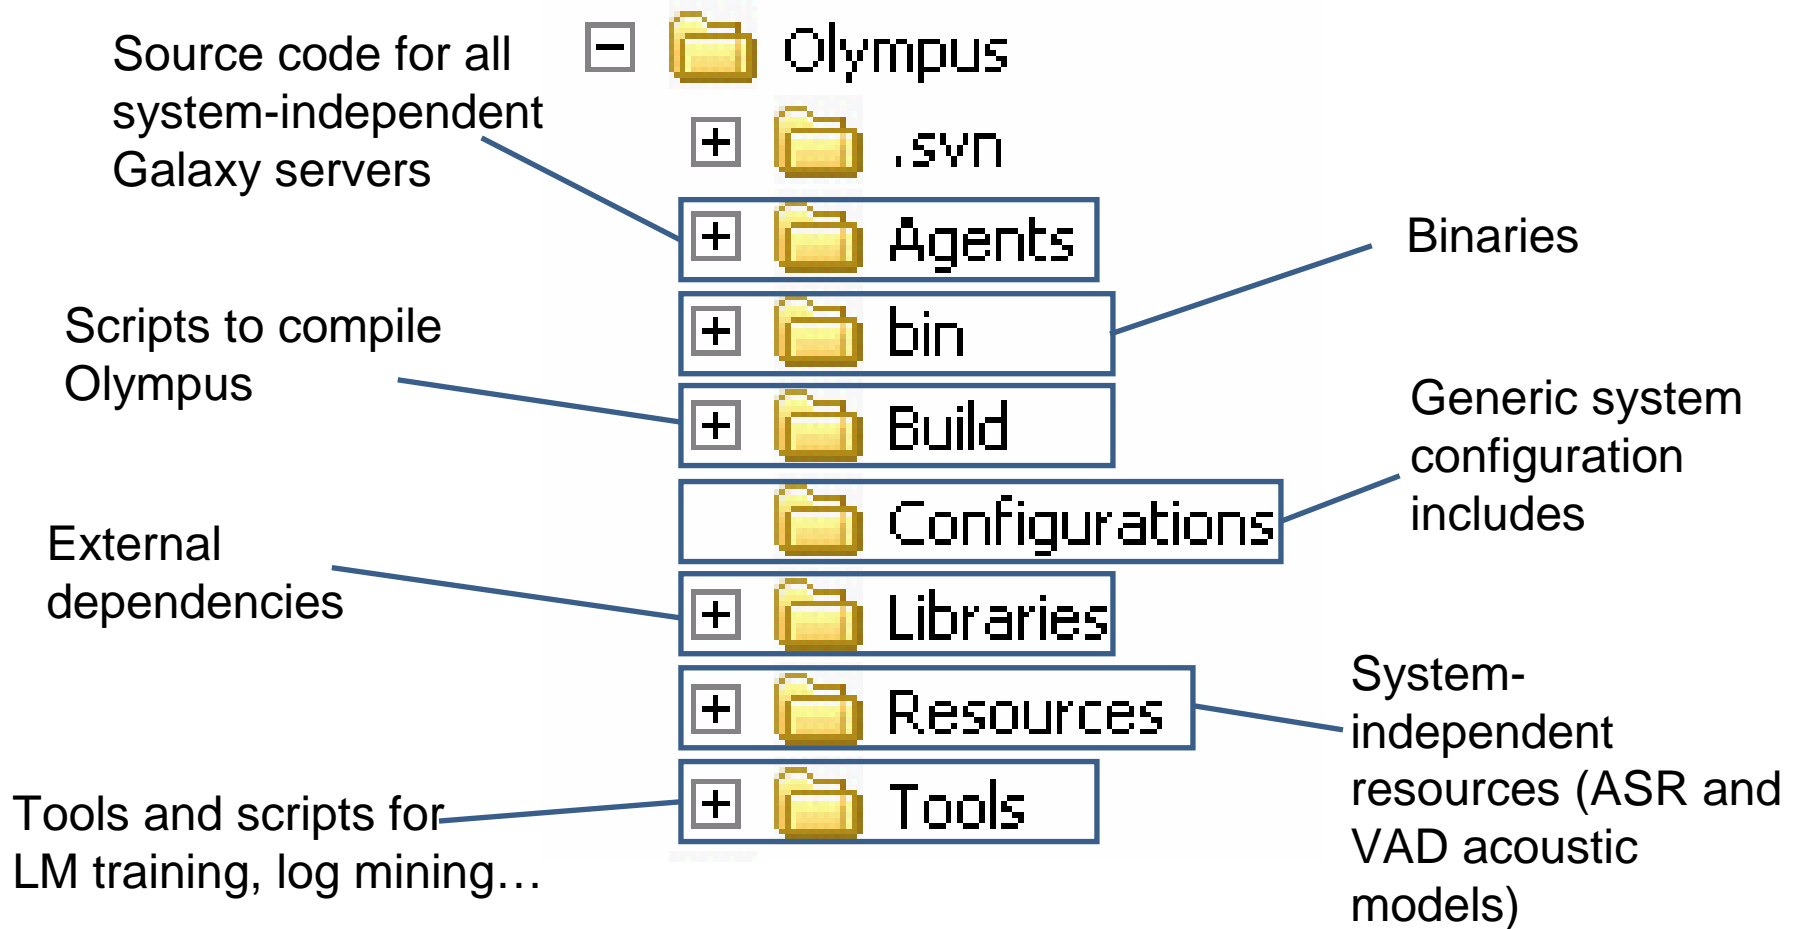 Source code for all
system-independent
Galaxy servers
Scripts to compile
Olympus
External
dependencies
Tools and scripts for
LM training, log mining…
Olympus
.svn
Agents
bin
Build
Configurations
Libraries
Resources
Tools
Binaries
Generic system
configuration
includes
System-
independent
resources (ASR and
VAD acoustic
models)